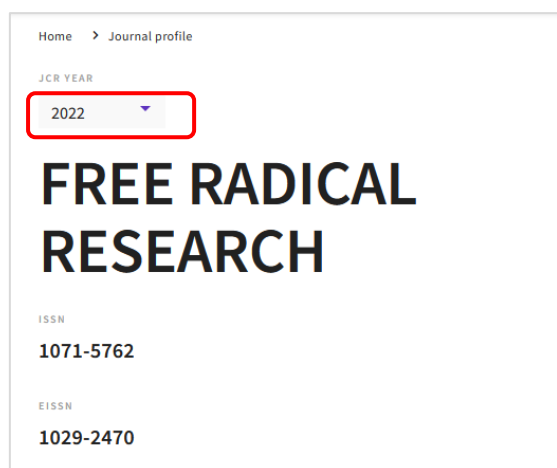 Home > Journal profile
JCR YEAR
2022
FREE RADICAL
RESEARCH
ISSN
1071-5762
EISSN
1029-2470